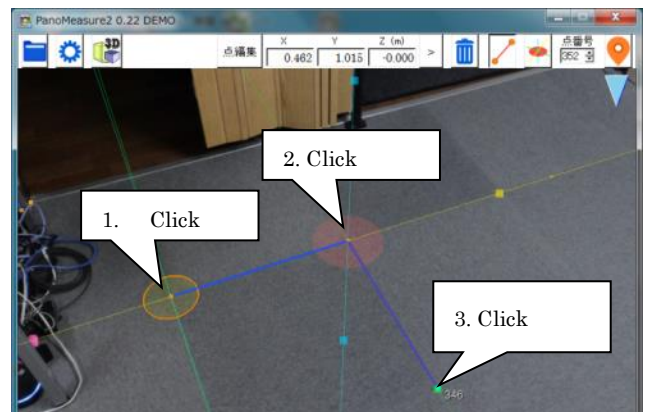 PanoMeasure2 0.22 DEMO
3D
点編集
X Y Z (m)
0.462 1.015 -0.000 >
点番号
352
2. Click
1. Click
3. Click
346